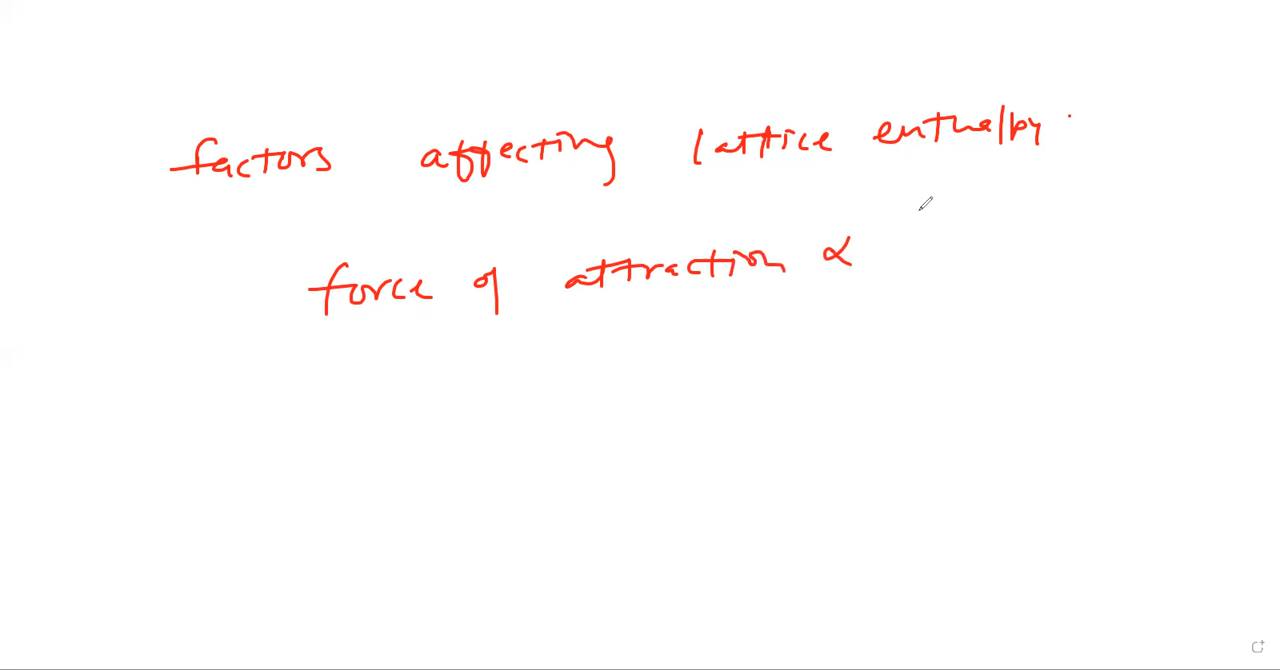 factors affecting lattice enthalpy.
force of attraction ∝